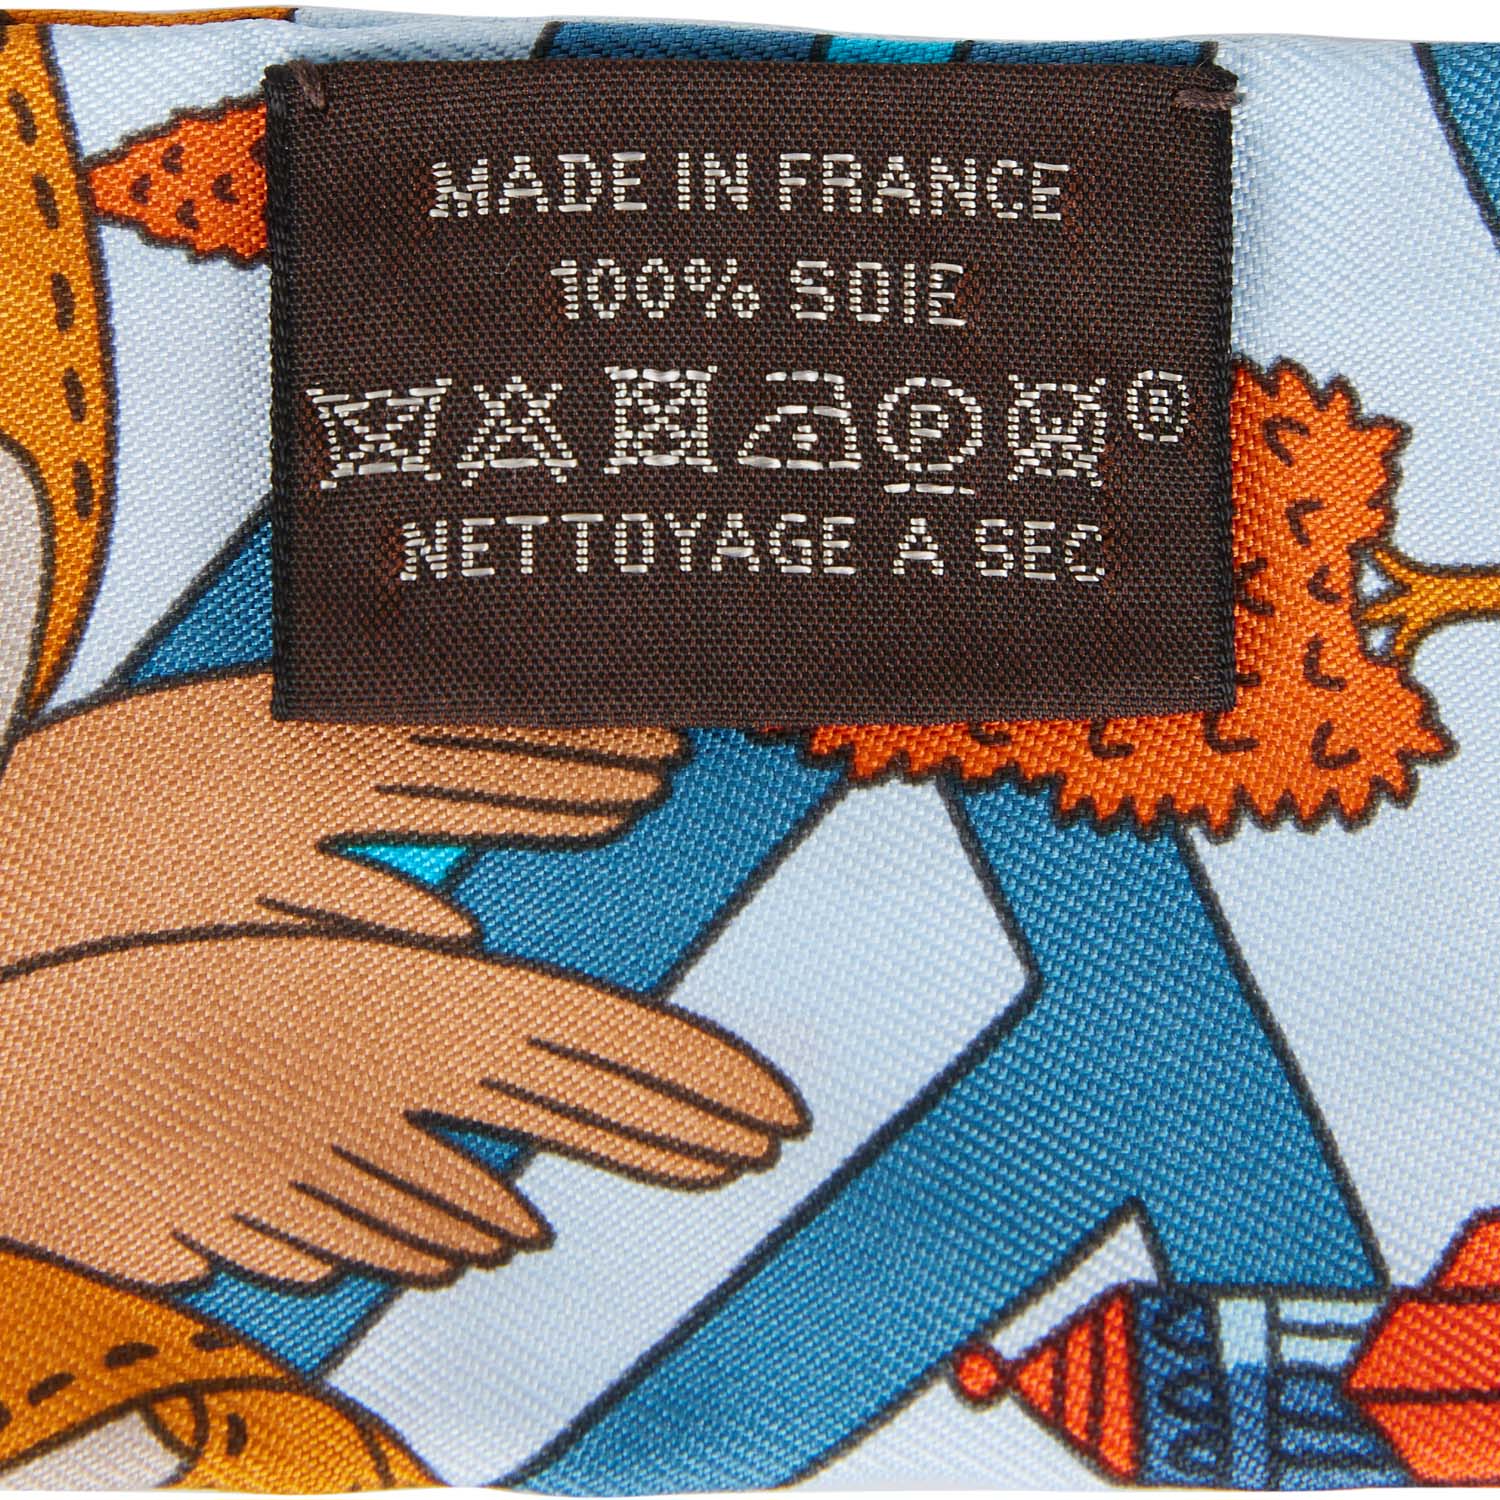 MADE IN FRANCE
100% SOIE
P ®
NETTOYAGE A SEC